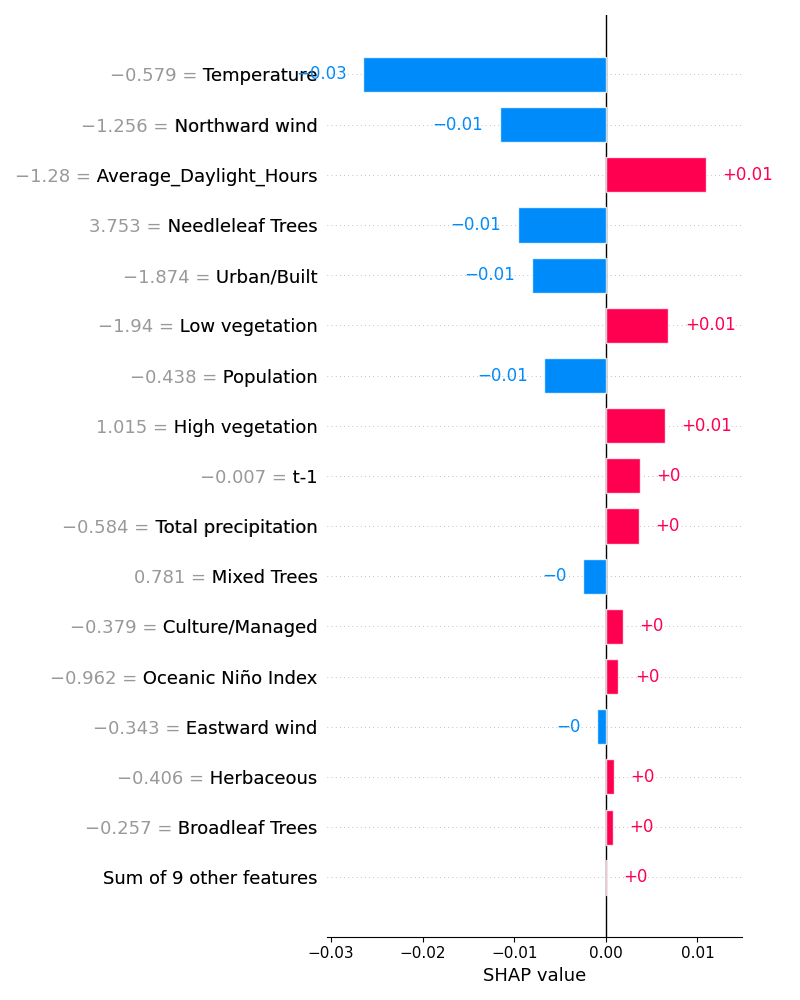 −0.579 = Temperature −0.03
−1.256 = Northward wind −0.01
−1.28 = Average_Daylight_Hours +0.01
3.753 = Needleleaf Trees −0.01
−1.874 = Urban/Built −0.01
−1.94 = Low vegetation +0.01
−0.438 = Population −0.01
1.015 = High vegetation +0.01
−0.007 = t-1 +0
−0.584 = Total precipitation +0
0.781 = Mixed Trees −0
−0.379 = Culture/Managed +0
−0.962 = Oceanic Niño Index +0
−0.343 = Eastward wind −0
−0.406 = Herbaceous +0
−0.257 = Broadleaf Trees +0
Sum of 9 other features +0
−0.03 −0.02 −0.01 0.00 0.01
SHAP value